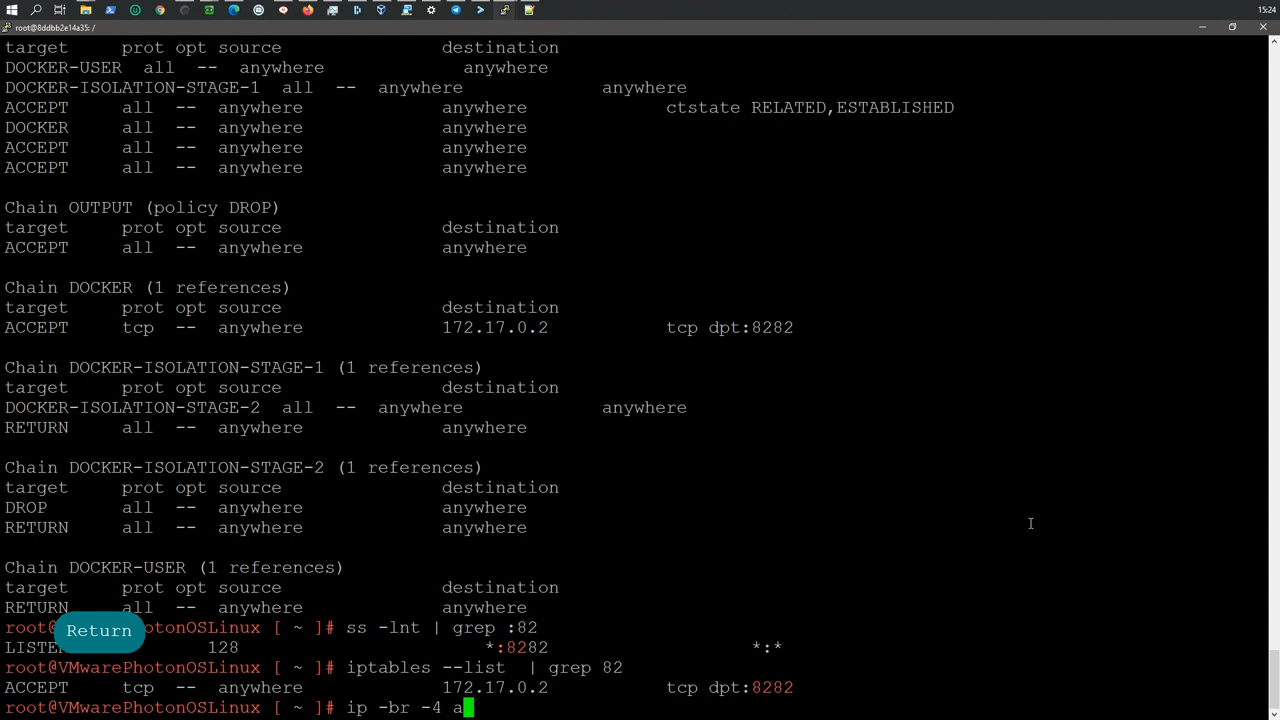 15:24
root@8ddbb2e14a35: /
target prot opt source destination
DOCKER-USER all -- anywhere anywhere
DOCKER-ISOLATION-STAGE-1 all -- anywhere anywhere
ACCEPT all -- anywhere anywhere ctstate RELATED,ESTABLISHED
DOCKER all -- anywhere anywhere
ACCEPT all -- anywhere anywhere
ACCEPT all -- anywhere anywhere
Chain OUTPUT (policy DROP)
target prot opt source destination
ACCEPT all -- anywhere anywhere
Chain DOCKER (1 references)
target prot opt source destination
ACCEPT tcp -- anywhere 172.17.0.2 tcp dpt:8282
Chain DOCKER-ISOLATION-STAGE-1 (1 references)
target prot opt source destination
DOCKER-ISOLATION-STAGE-2 all -- anywhere anywhere
RETURN all -- anywhere anywhere
Chain DOCKER-ISOLATION-STAGE-2 (1 references)
target prot opt source destination
DROP all -- anywhere anywhere
RETURN all -- anywhere anywhere
Chain DOCKER-USER (1 references)
target prot opt source destination
RETURN all -- anywhere anywhere
root@ tonOSLinux [ ~ ]# ss -lnt | grep :82
Return
LISTE 128 *:8282 *:*
root@VMwarePhotonOSLinux [ ~ ]# iptables --list | grep 82
ACCEPT tcp -- anywhere 172.17.0.2 tcp dpt:8282
root@VMwarePhotonOSLinux [ ~ ]# ip -br -4 a